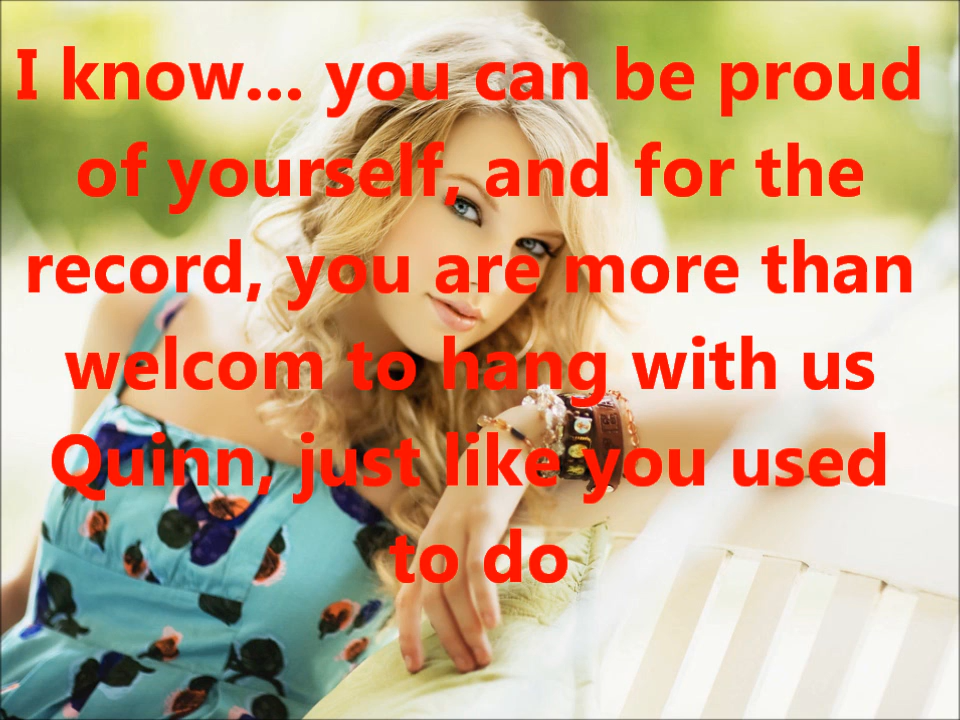 I know... you can be proud
of yourself, and for the
record, you are more than
welcom to hang with us
Quinn, just like you used
to do